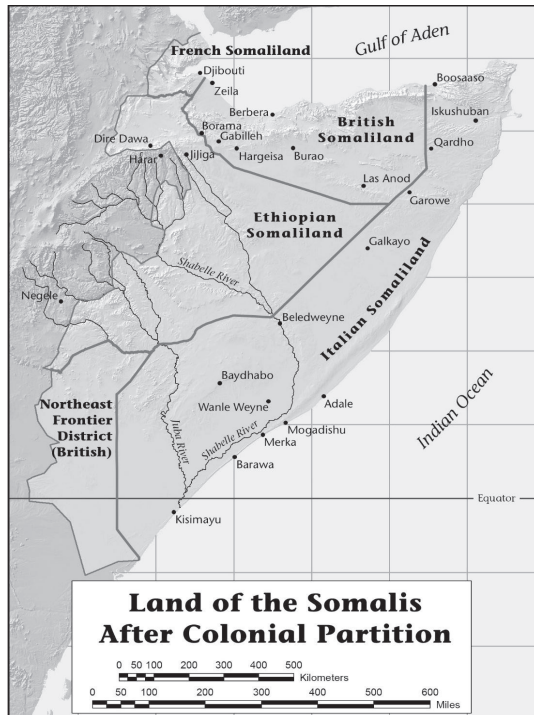 Gulf of Aden
French Somaliland
Djibouti
Zeila
Boosaaso
Berbera
Iskushuban
Borama
British
Somaliland
Dire Dawa
Gabilleh
Harar
Jijiga
Hargeisa
Burao
Qardho
Las Anod
Garowe
Ethiopian
Somaliland
Galkayo
Shabelle River
Negele
Italian Somaliland
Beledweyne
Baydhabo
Northeast
Frontier
District
(British)
Wanle Weyne
Adale
Indian Ocean
Juba River
Shabelle River
Mogadishu
Merka
Barawa
Equator
Kisimayu
Land of the Somalis
After Colonial Partition
0 50 100 200 300 400 500
Kilometers
0 50 100 200 300 400 500 600
Miles